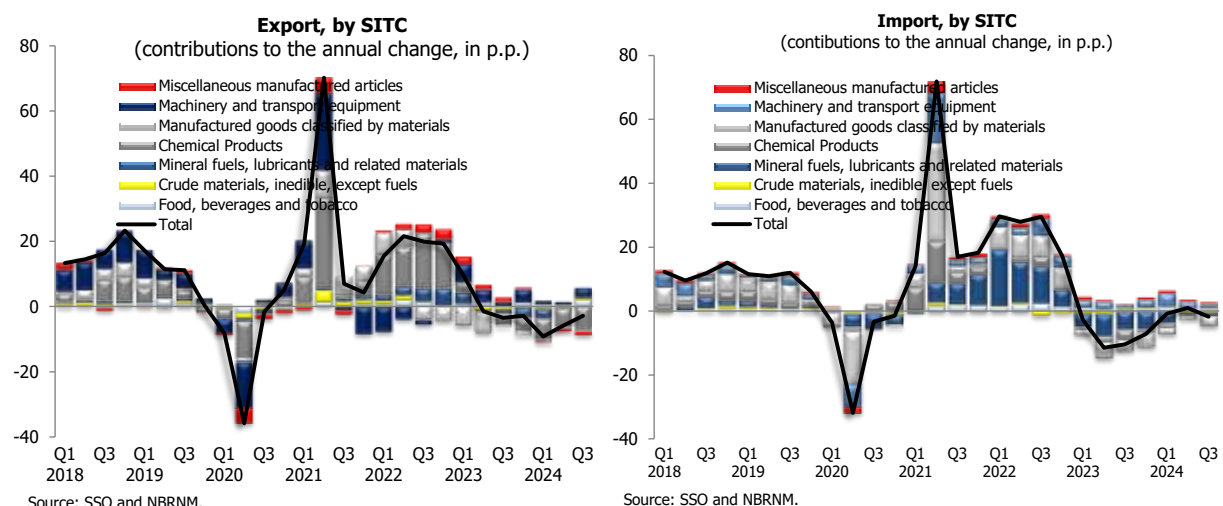 Export, by SITC
(contributions to the annual change, in p.p.)
80
60
40
20
0
-20
-40
Miscellaneous manufactured articles
Machinery and transport equipment
Manufactured goods classified by materials
Chemical Products
Mineral fuels, lubricants and related materials
Crude materials, inedible, except fuels
Food, beverages and tobacco
Total
Q1 Q3 Q1 Q3 Q1 Q3 Q1 Q3 Q1 Q3 Q1 Q3 Q1 Q3
2018 2019 2020 2021 2022 2023 2024
Source: SSO and NBRNM.
Import, by SITC
(contibutions to the annual change, in p.p.)
80
60
40
20
0
-20
-40
Miscellaneous manufactured articles
Machinery and transport equipment
Manufactured goods classified by materials
Chemical Products
Mineral fuels, lubricants and related materials
Crude materials, inedible, except fuels
Food, beverages and tobacco
Total
Q1 Q3 Q1 Q3 Q1 Q3 Q1 Q3 Q1 Q3 Q1 Q3 Q1 Q3
2018 2019 2020 2021 2022 2023 2024
Source: SSO and NBRNM.